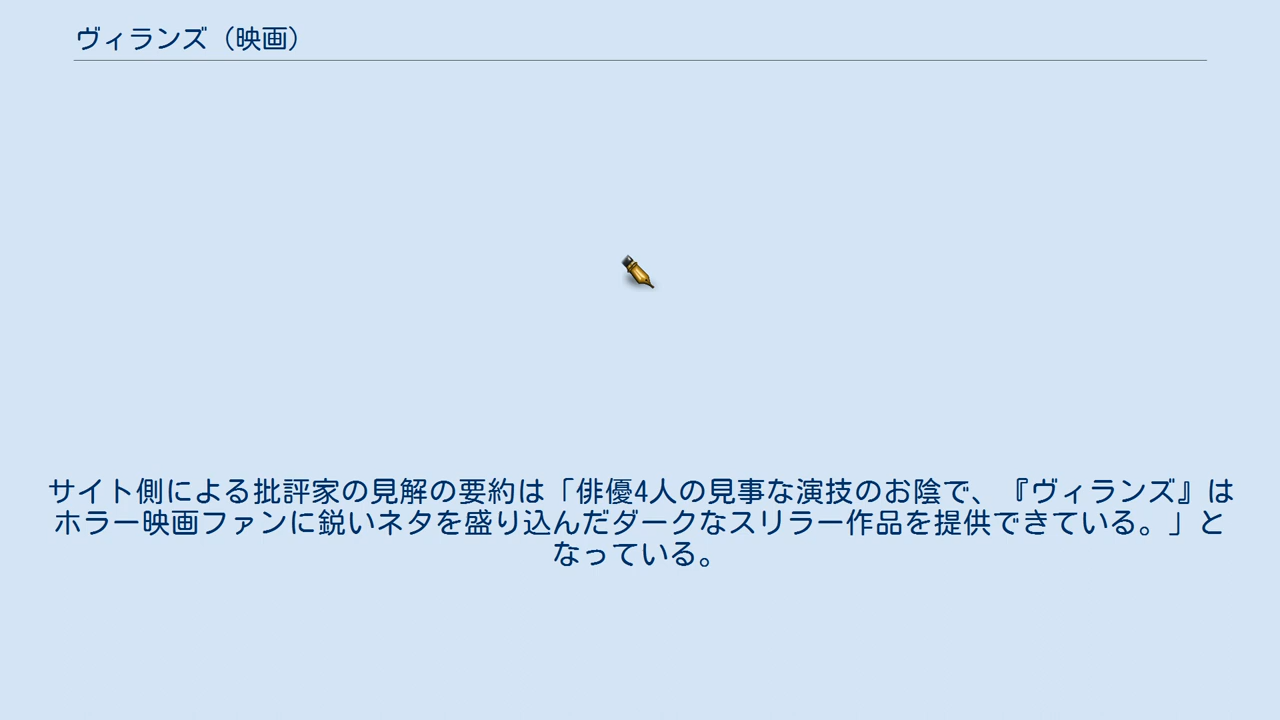 ヴィランズ（映画）
サイト側による批評家の見解の要約は「俳優4人の見事な演技のお陰で、『ヴィランズ』は
ホラー映画ファンに鋭いネタを盛り込んだダークなスリラー作品を提供できている。」と
なっている。